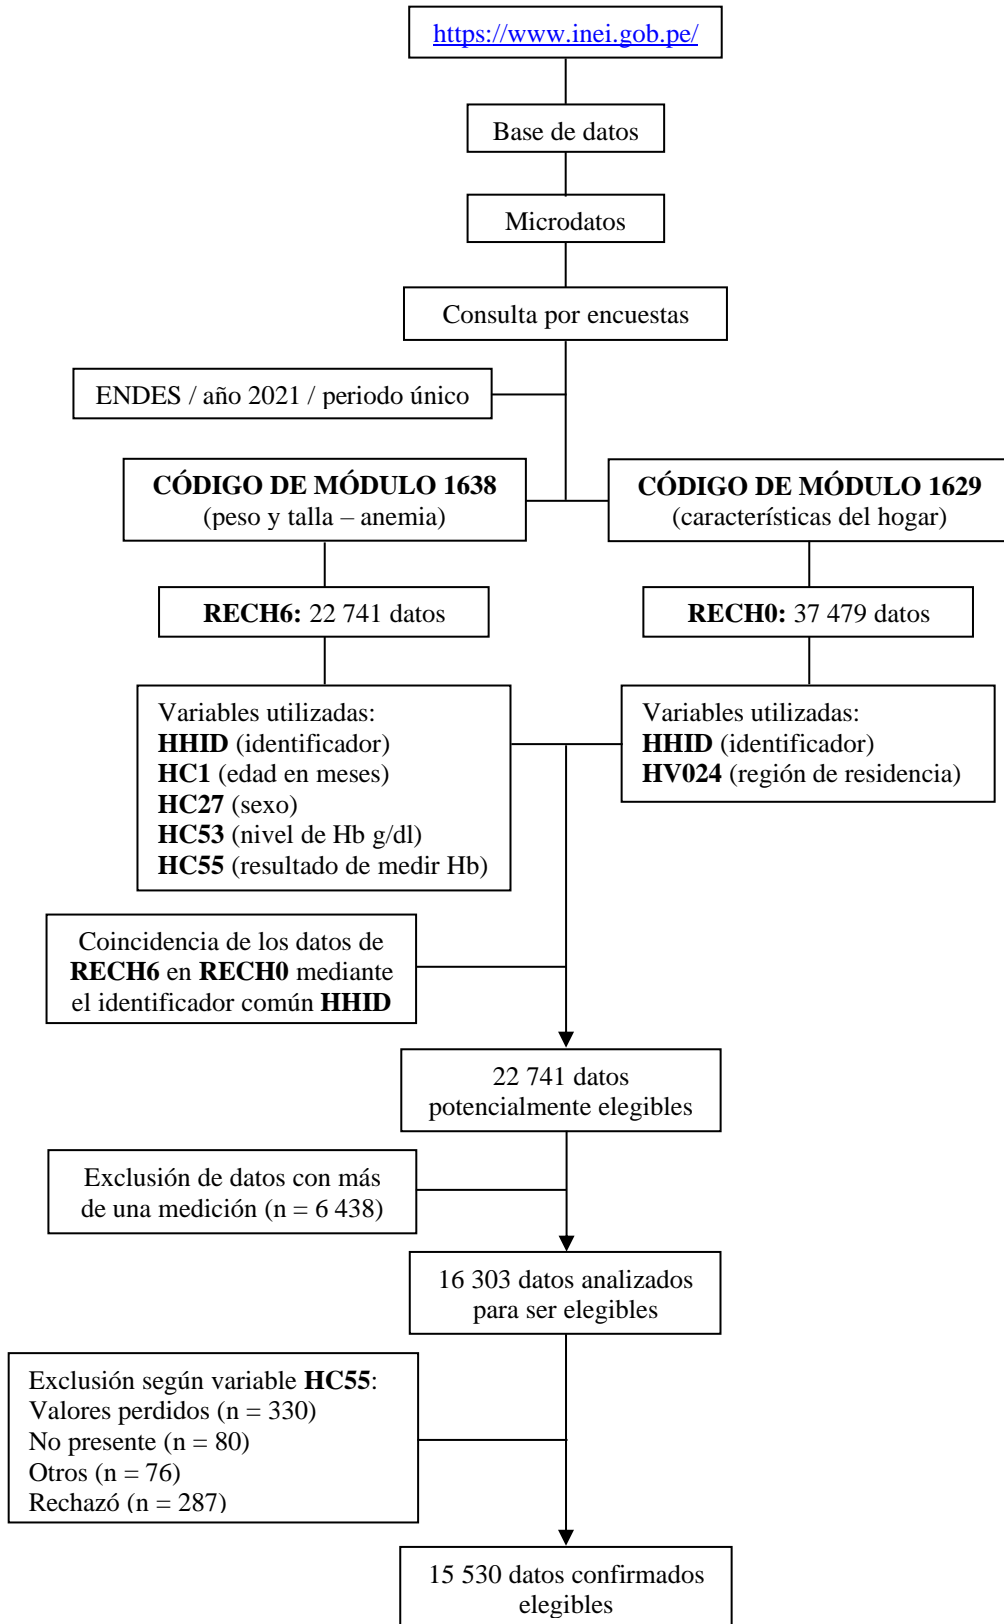 https://www.inei.gob.pe/
Base de datos
Microdatos
Consulta por encuestas
ENDES / año 2021 / periodo único
CÓDIGO DE MÓDULO 1638
(peso y talla – anemia)
CÓDIGO DE MÓDULO 1629
(características del hogar)
RECH6: 22 741 datos
RECH0: 37 479 datos
Variables utilizadas:
HHID (identificador)
HC1 (edad en meses)
HC27 (sexo)
HC53 (nivel de Hb g/dl)
HC55 (resultado de medir Hb)
Variables utilizadas:
HHID (identificador)
HV024 (región de residencia)
Coincidencia de los datos de
RECH6 en RECH0 mediante
el identificador común HHID
22 741 datos
potencialmente elegibles
Exclusión de datos con más
de una medición (n = 6 438)
16 303 datos analizados
para ser elegibles
Exclusión según variable HC55:
Valores perdidos (n = 330)
No presente (n = 80)
Otros (n = 76)
Rechazó (n = 287)
15 530 datos confirmados
elegibles